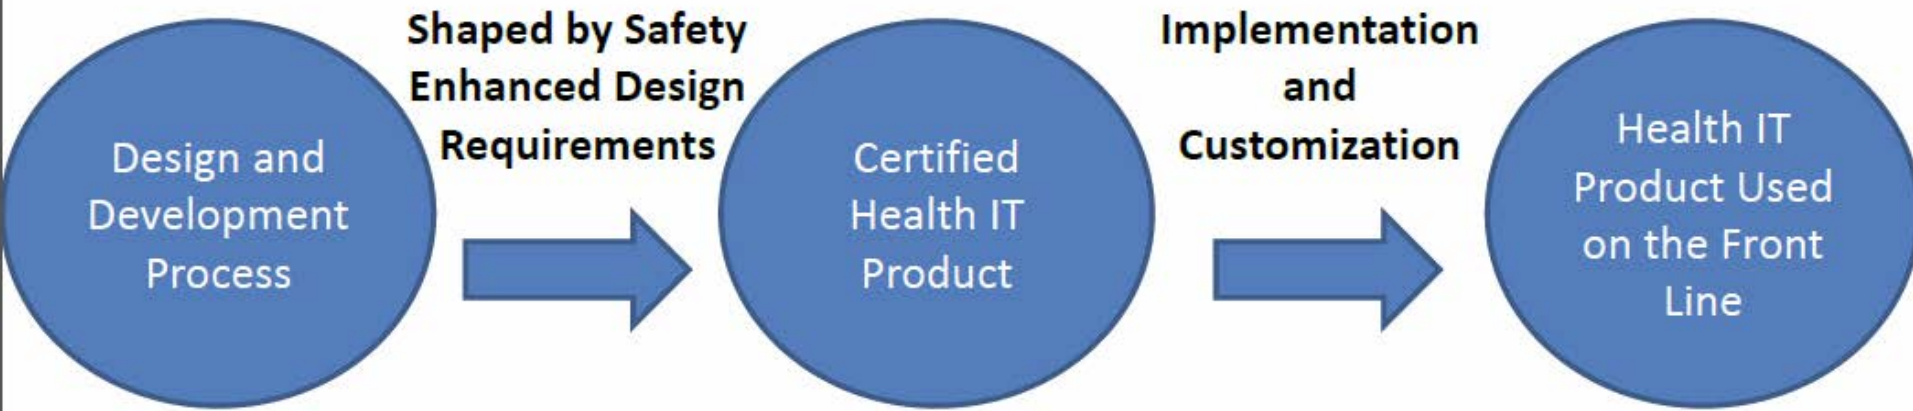 Design and
Development
Process
Shaped by Safety
Enhanced Design
Requirements
Certified
Health IT
Product
Implementation
and
Customization
Health IT
Product Used
on the Front
Line